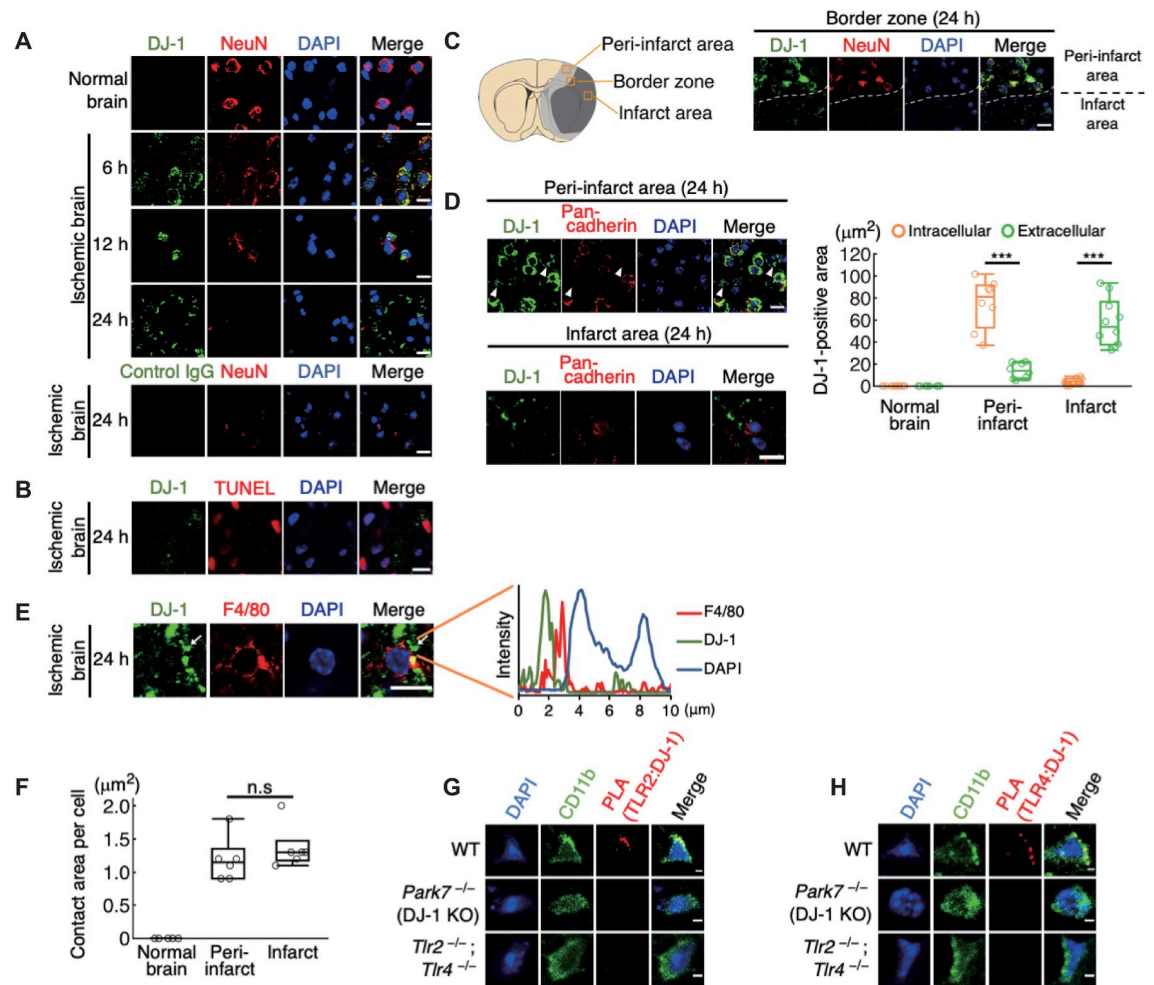 A
DJ-1 NeuN DAPI Merge
Normal
brain
Ischemic brain
6 h
12 h
24 h
Control IgG NeuN DAPI Merge
Ischemic
brain
24 h
B
DJ-1 TUNEL DAPI Merge
Ischemic
brain
24 h
C
Peri-infarct area
Border zone
Infarct area
Border zone (24 h)
DJ-1 NeuN DAPI Merge
Peri-infarct
area
Infarct
area
D
Peri-infarct area (24 h)
DJ-1 Pan-
cadherin DAPI Merge
Infarct area (24 h)
DJ-1 Pan-
cadherin DAPI Merge
(μm²) Intracellular Extracellular
DJ-1-positive area
120
100
80
60
40
20
0
*** ***
Normal
brain
Peri-
infarct
Infarct
E
DJ-1 F4/80 DAPI Merge
Ischemic
brain
24 h
Intensity
F4/80
DJ-1
DAPI
0 2 4 6 8 10 (μm)
F
(μm²)
Contact area per cell
2.0
1.5
1.0
0.5
0
n.s
Normal
brain
Peri-
infarct
Infarct
G
DAPI CD11b PLA
(TLR2:DJ-1) Merge
WT
Park7 −/−
(DJ-1 KO)
Tlr2 −/− ;
Tlr4 −/−
H
DAPI CD11b PLA
(TLR4:DJ-1) Merge
WT
Park7 −/−
(DJ-1 KO)
Tlr2 −/− ;
Tlr4 −/−